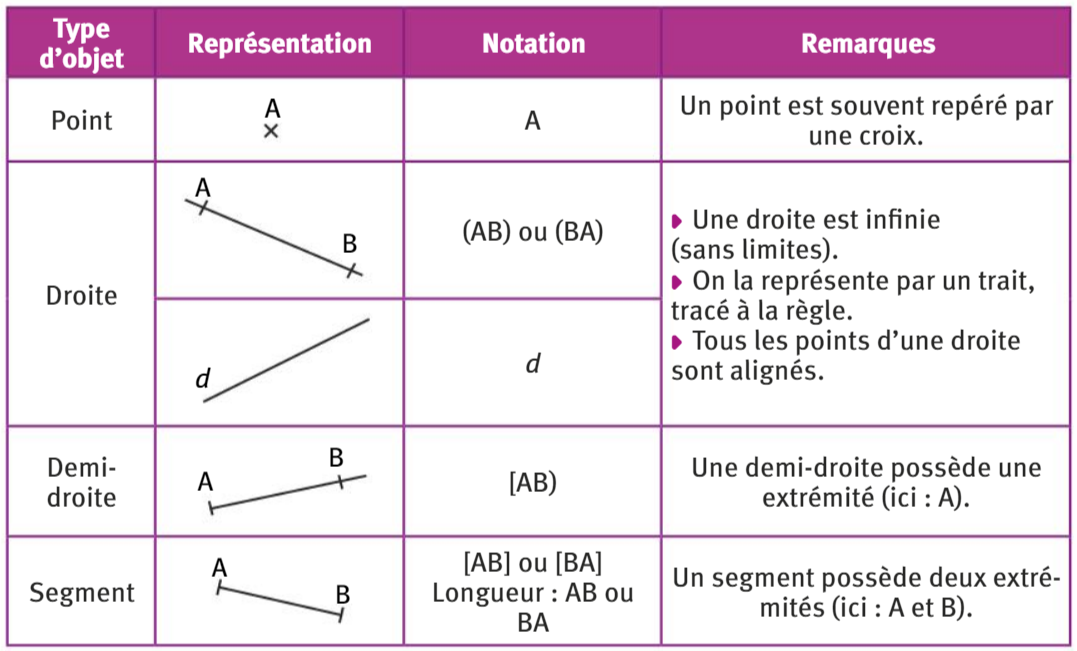 Type
d'objet
Représentation
Notation
Remarques
Point
A
A
Un point est souvent repéré par
une croix.
Droite
A
B
(AB) ou (BA)
d
d
Une droite est infinie
(sans limites).
On la représente par un trait,
tracé à la règle.
Tous les points d'une droite
sont alignés.
Demi-
droite
A
B
[AB)
Une demi-droite possède une
extrémité (ici : A).
Segment
A
B
[AB] ou [BA]
Longueur : AB ou
BA
Un segment possède deux extré-
mités (ici : A et B).